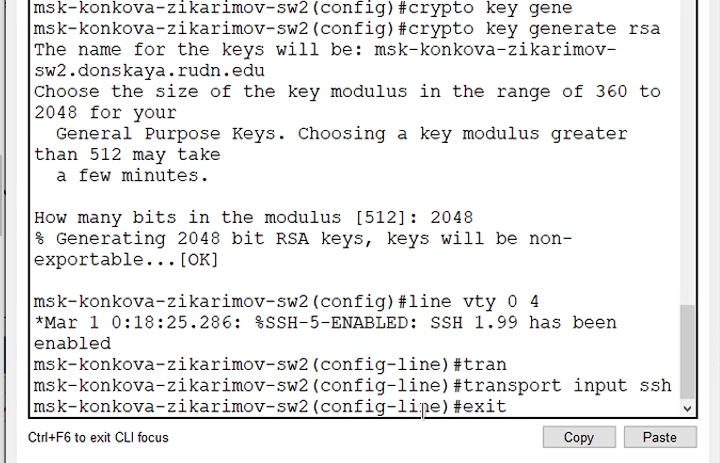 msk-konkova-zikarimov-sw2(config)#crypto key gene
msk-konkova-zikarimov-sw2(config)#crypto key generate rsa
The name for the keys will be: msk-konkova-zikarimov-
sw2.donskaya.rudn.edu
Choose the size of the key modulus in the range of 360 to
2048 for your
General Purpose Keys. Choosing a key modulus greater
than 512 may take
a few minutes.
How many bits in the modulus [512]: 2048
% Generating 2048 bit RSA keys, keys will be non-
exportable...[OK]
msk-konkova-zikarimov-sw2(config)#line vty 0 4
*Mar 1 0:18:25.286: %SSH-5-ENABLED: SSH 1.99 has been
enabled
msk-konkova-zikarimov-sw2(config-line)#tran
msk-konkova-zikarimov-sw2(config-line)#transport input ssh
msk-konkova-zikarimov-sw2(config-line)#exit
Ctrl+F6 to exit CLI focus
Copy
Paste